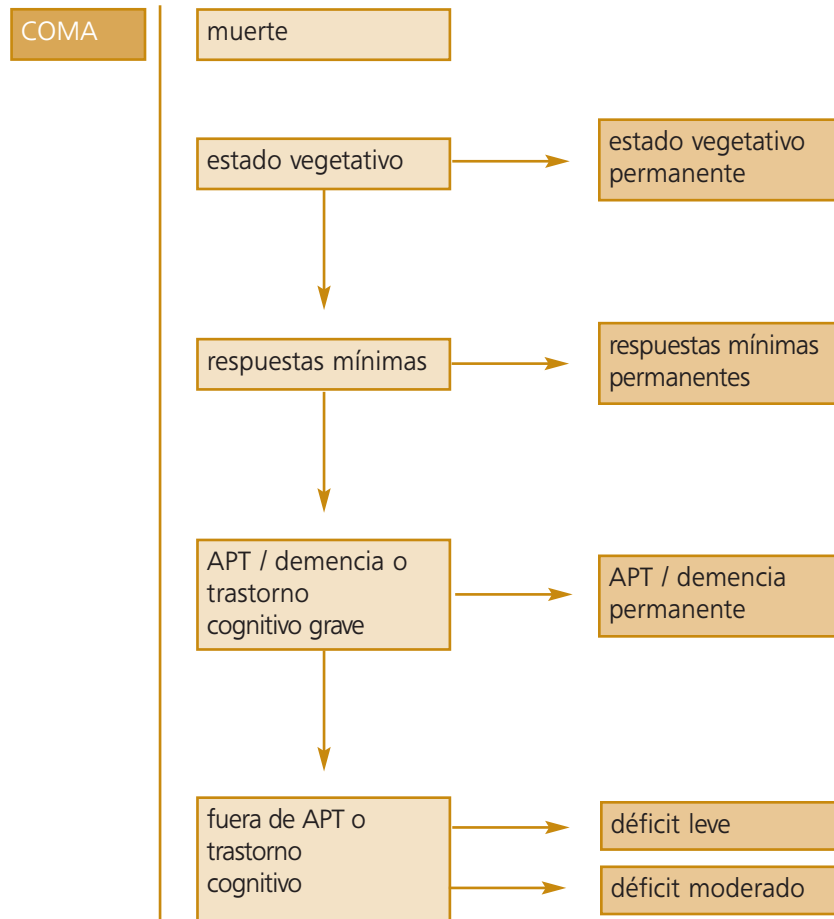 COMA
muerte
estado vegetativo
estado vegetativo
permanente
respuestas mínimas
respuestas mínimas
permanentes
APT / demencia o
trastorno
cognitivo grave
APT / demencia
permanente
fuera de APT o
trastorno
cognitivo
déficit leve
déficit moderado